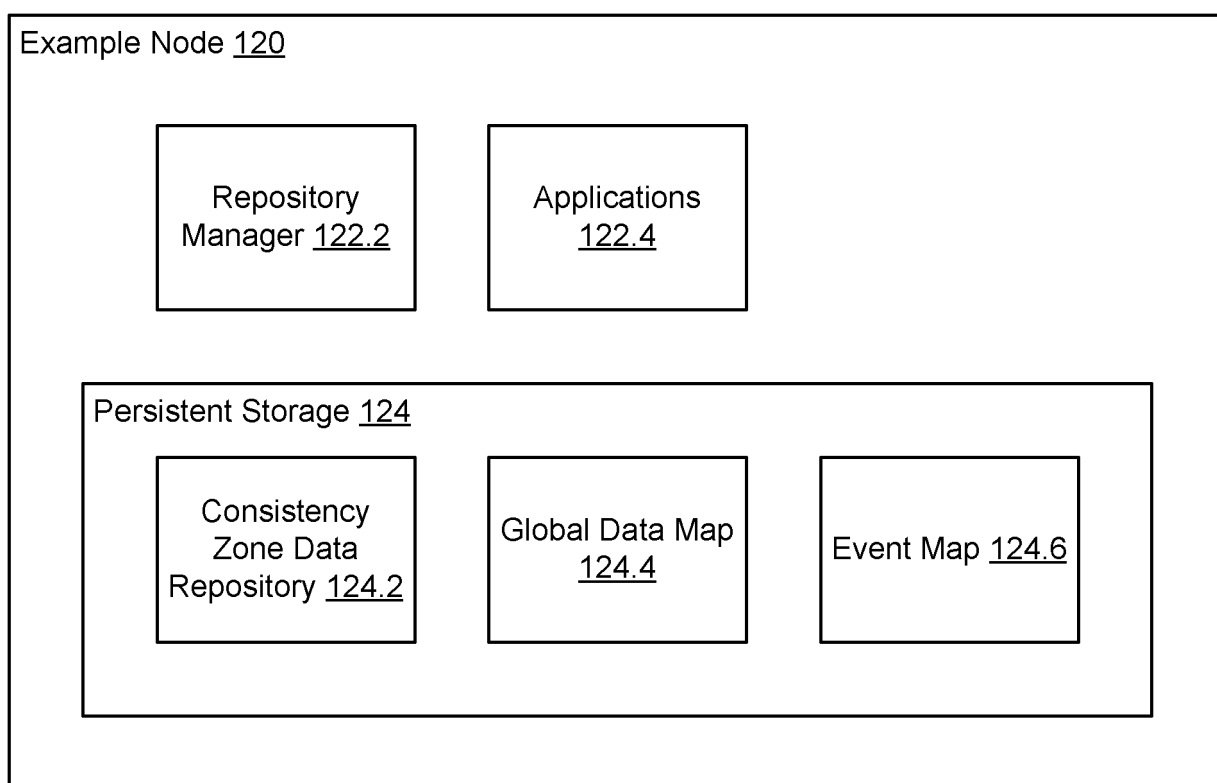 Example Node 120
Repository
Manager 122.2
Applications
122.4
Persistent Storage 124
Consistency
Zone Data
Repository 124.2
Global Data Map
124.4
Event Map 124.6